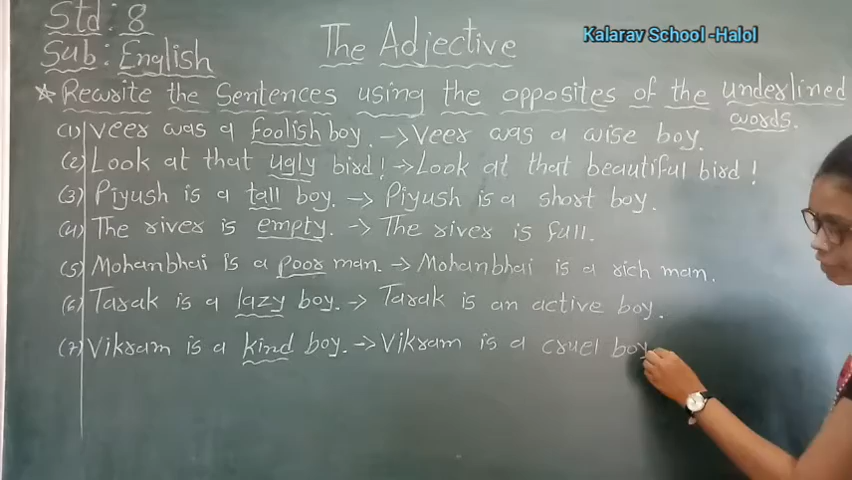 Std : 8
Sub : English
The Adjective
Kalarav School -Halol
☆ Rewrite the Sentences using the opposites of the underlined
words.
(1) Veer was a foolish boy. → Veer was a wise boy.
(2) Look at that ugly bird! → Look at that beautiful bird!
(3) Piyush is a tall boy. → Piyush is a short boy.
(4) The river is empty. → The river is full.
(5) Mohanbhai is a poor man. → Mohanbhai is a rich man.
(6) Tarak is a lazy boy. → Tarak is an active boy.
(7) Vikram is a kind boy. → Vikram is a cruel boy